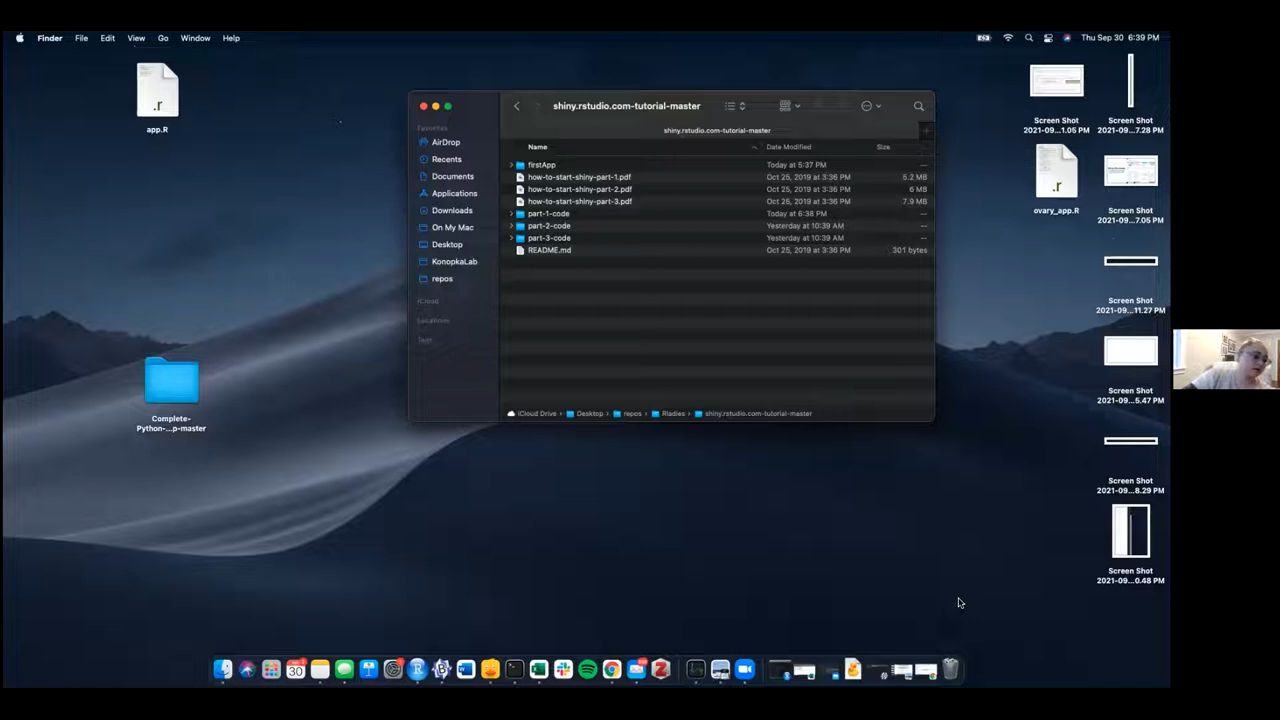 Finder File Edit View Go Window Help
Thu Sep 30 6:39 PM
.r
app.R
Complete-
Python-...p-master
shiny.rstudio.com-tutorial-master
shiny.rstudio.com-tutorial-master
Favorites
AirDrop
Recents
Documents
Applications
Downloads
On My Mac
Desktop
KonopkaLab
repos
iCloud
Locations
Name Date Modified Size
firstApp Today at 5:37 PM --
how-to-start-shiny-part-1.pdf Oct 25, 2019 at 3:36 PM 5.2 MB
how-to-start-shiny-part-2.pdf Oct 25, 2019 at 3:36 PM 6 MB
how-to-start-shiny-part-3.pdf Oct 25, 2019 at 3:36 PM 7.9 MB
part-1-code Today at 6:38 PM --
part-2-code Yesterday at 10:39 AM --
part-3-code Yesterday at 10:39 AM --
README.md Oct 25, 2019 at 3:36 PM 301 bytes
iCloud Drive Desktop repos Rladies shiny.rstudio.com-tutorial-master
Screen Shot
2021-09...1.05 PM
Screen Shot
2021-09...7.28 PM
.r
ovary_app.R
Screen Shot
2021-09...7.05 PM
Screen Shot
2021-09...11.27 PM
Screen Shot
2021-09...5.47 PM
Screen Shot
2021-09...8.29 PM
Screen Shot
2021-09...0.48 PM
30